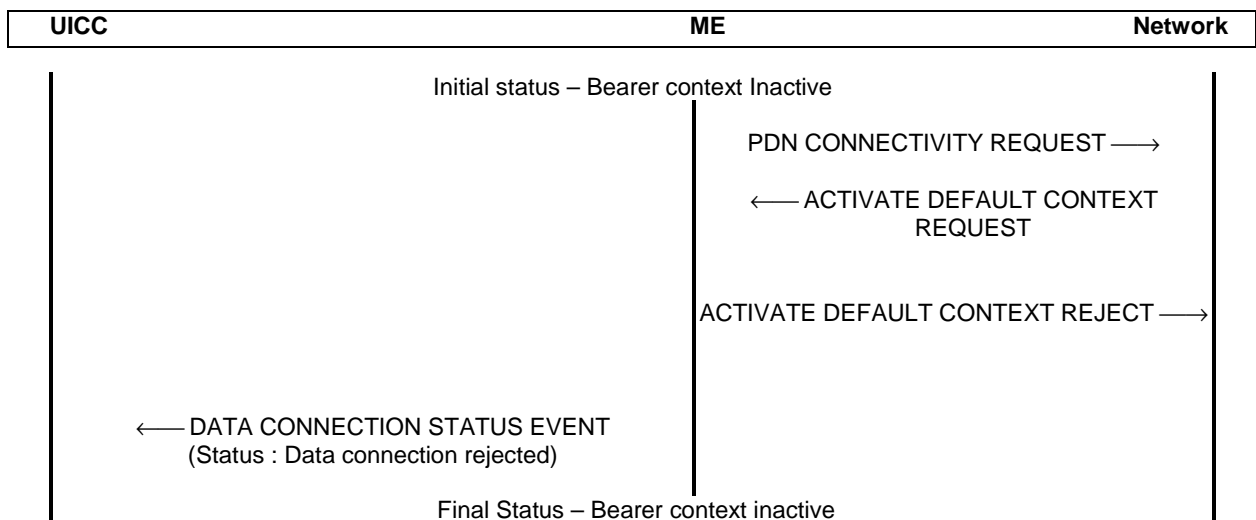 UICC ME Network
Initial status – Bearer context Inactive
PDN CONNECTIVITY REQUEST ⟶
⟵ ACTIVATE DEFAULT CONTEXT
REQUEST
ACTIVATE DEFAULT CONTEXT REJECT ⟶
⟵ DATA CONNECTION STATUS EVENT
(Status : Data connection rejected)
Final Status – Bearer context inactive